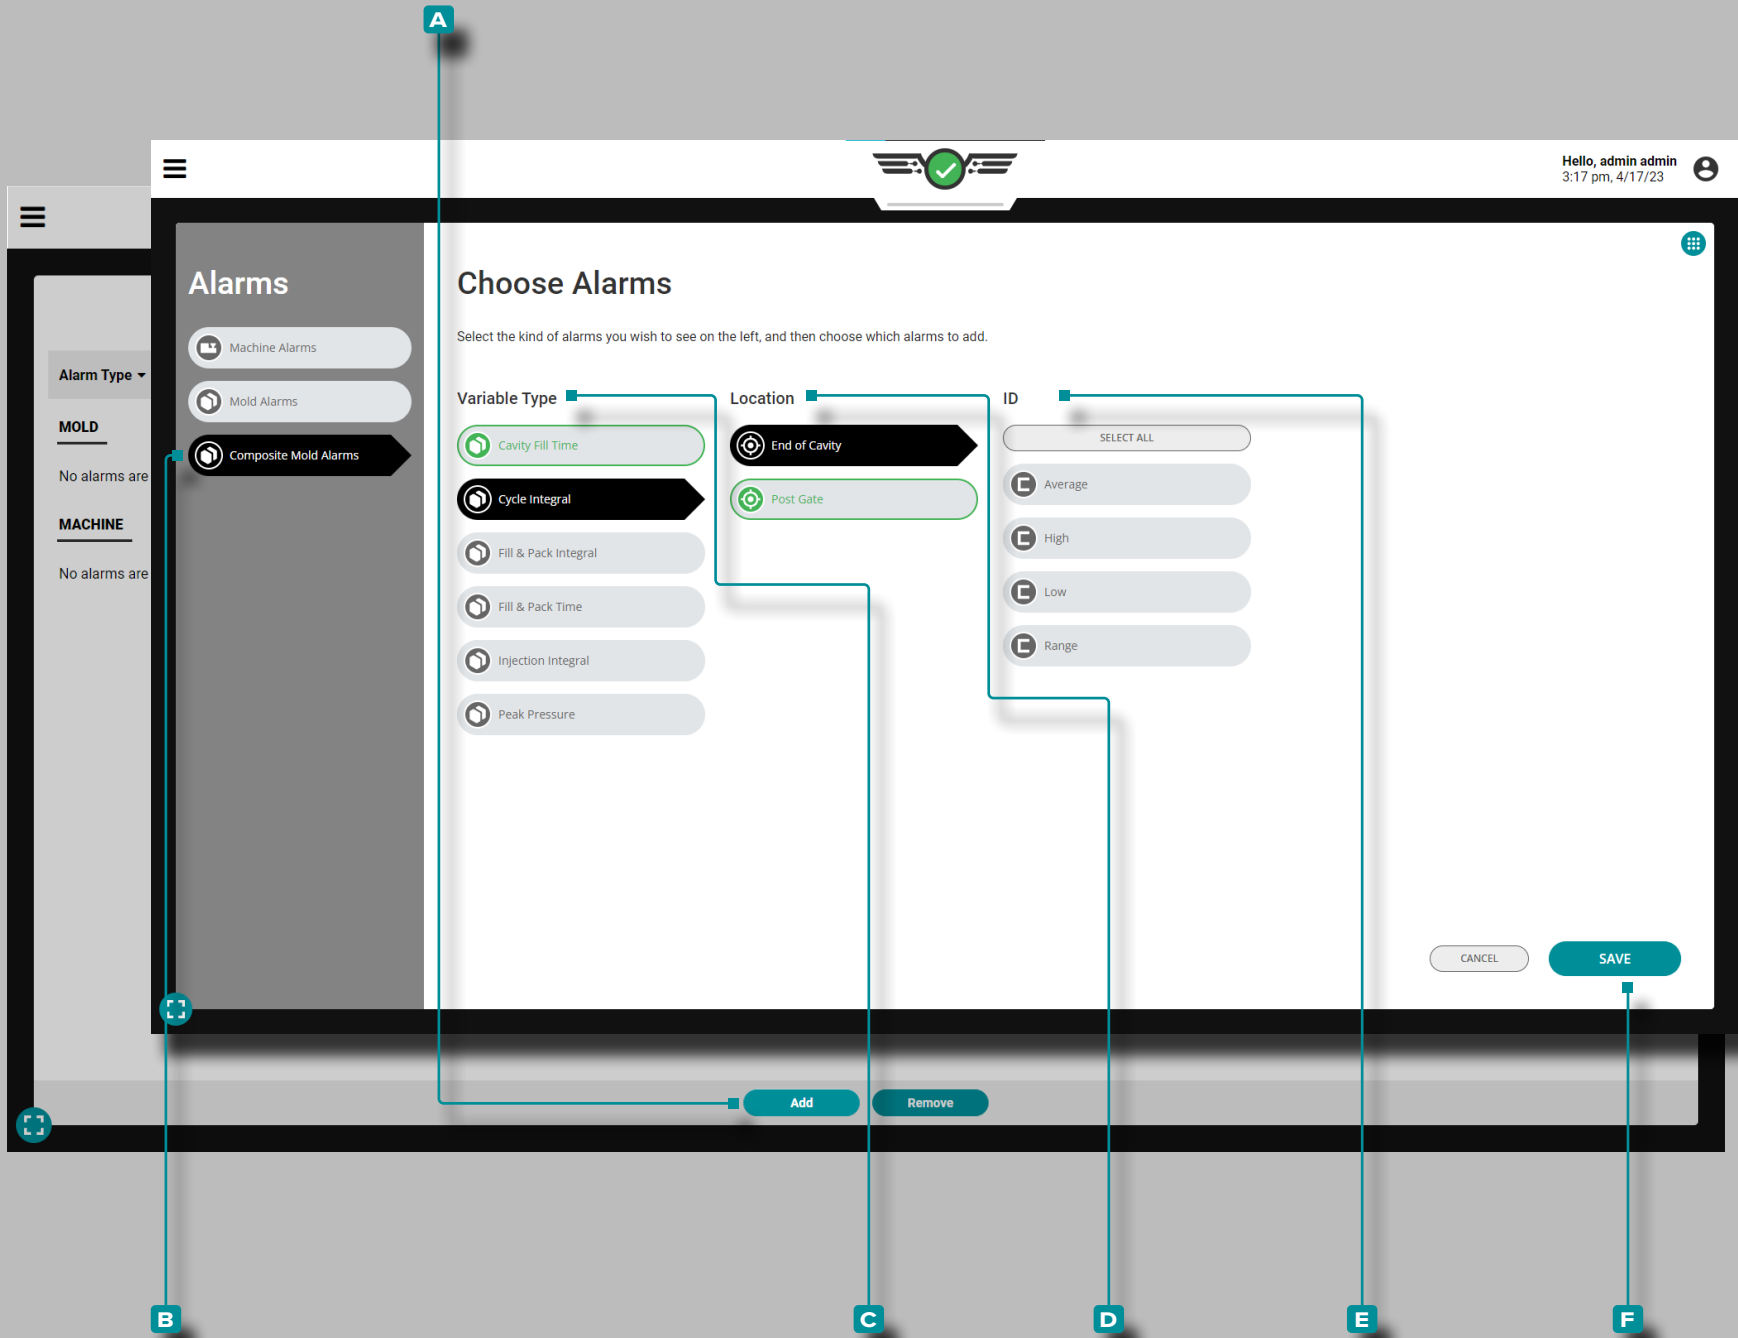 A
Hello, admin admin
3:17 pm, 4/17/23
Alarms
Machine Alarms
Mold Alarms
Composite Mold Alarms
Choose Alarms
Select the kind of alarms you wish to see on the left, and then choose which alarms to add.
Variable Type
Cavity Fill Time
Cycle Integral
Fill & Pack Integral
Fill & Pack Time
Injection Integral
Peak Pressure
Location
End of Cavity
Post Gate
ID
SELECT ALL
Average
High
Low
Range
CANCEL
SAVE
Alarm Type
MOLD
No alarms are
MACHINE
No alarms are
Add
Remove
B
C
D
E
F